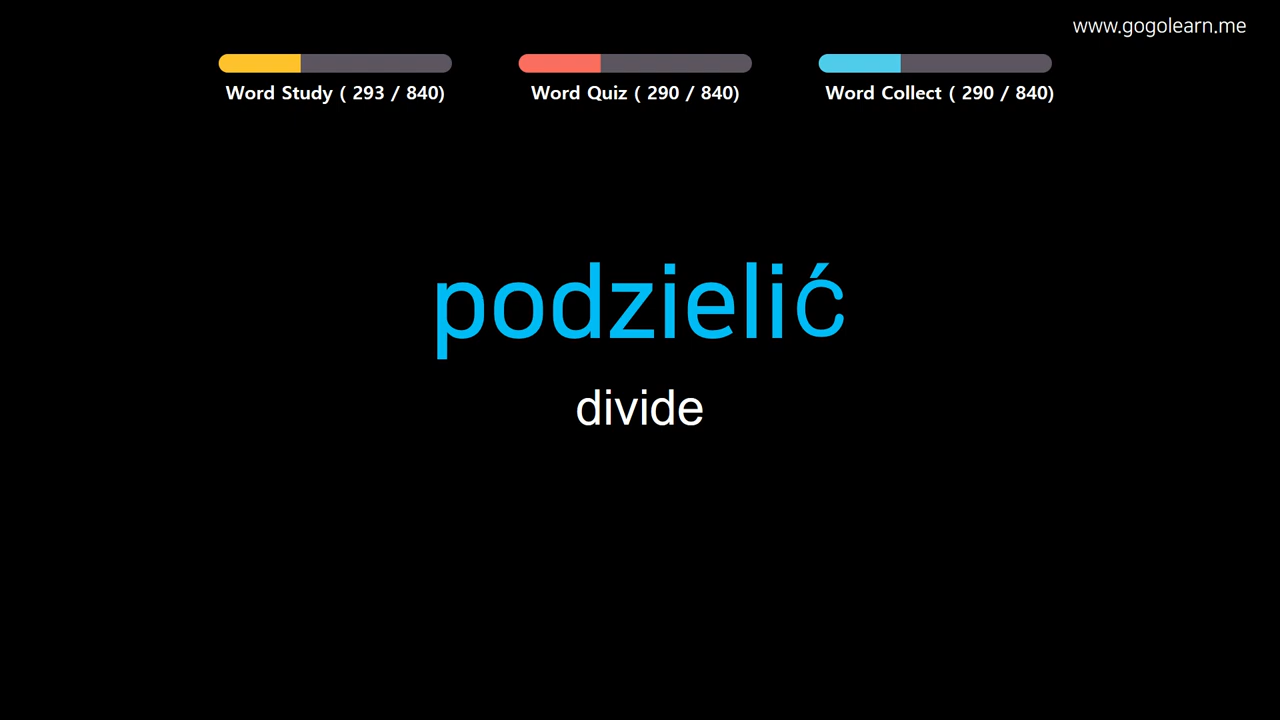 www.gogolearn.me
Word Study ( 293 / 840)
Word Quiz ( 290 / 840)
Word Collect ( 290 / 840)
podzielić
divide